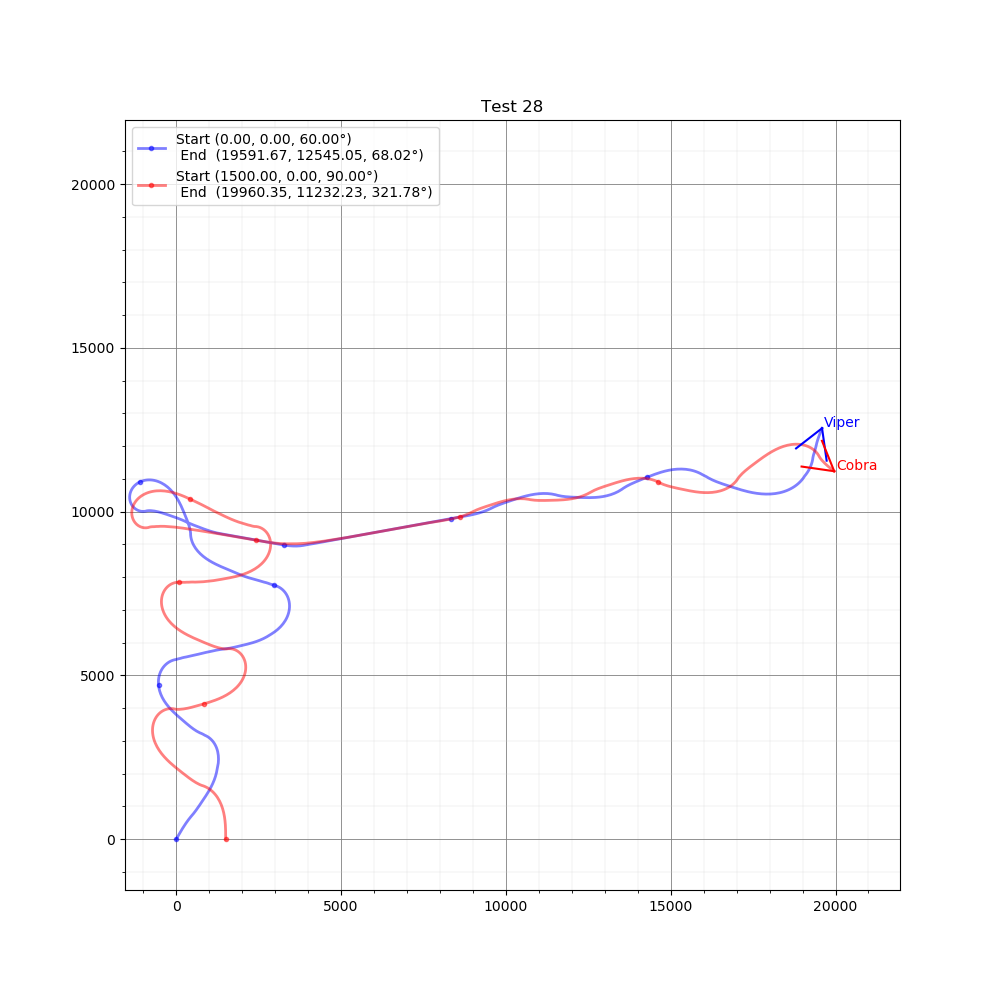 Test 28
Start (0.00, 0.00, 60.00°)
End (19591.67, 12545.05, 68.02°)
Start (1500.00, 0.00, 90.00°)
End (19960.35, 11232.23, 321.78°)
20000
15000
10000
5000
0
Viper
Cobra
0 5000 10000 15000 20000